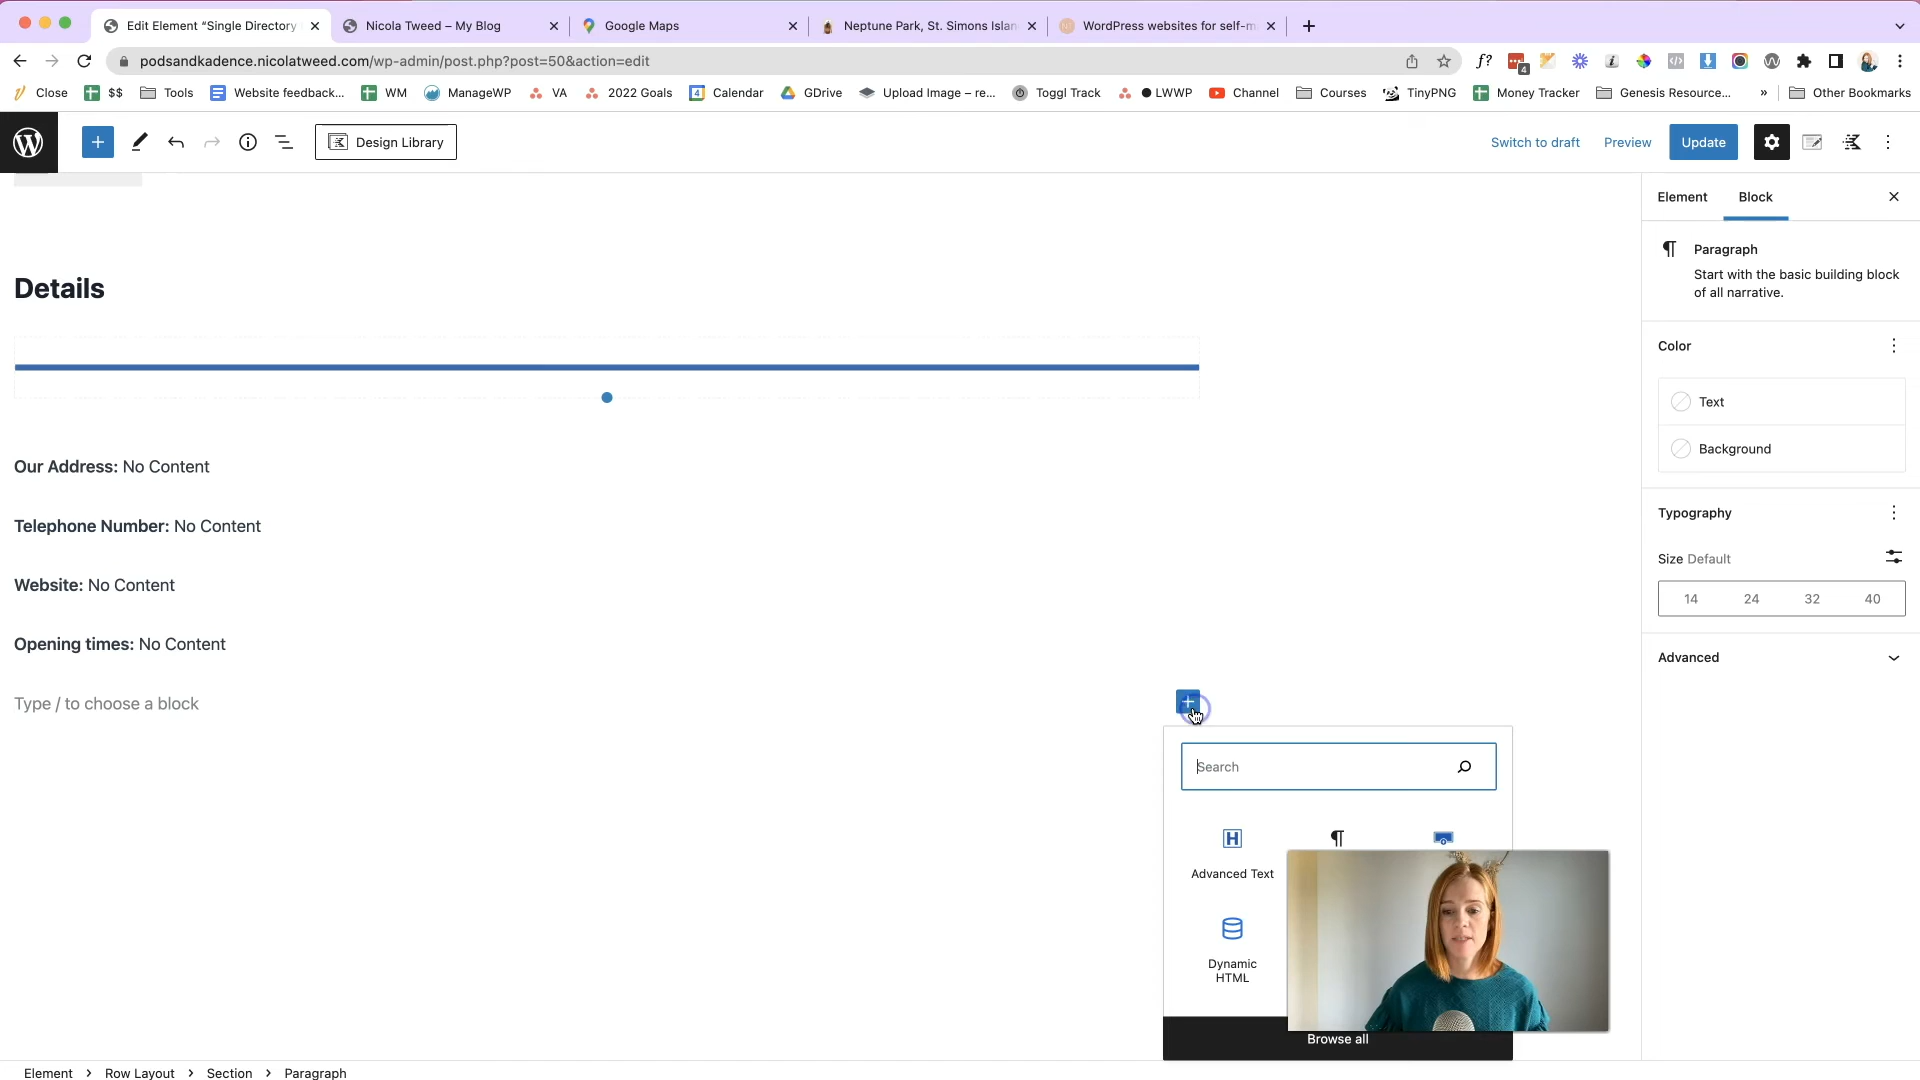 Edit Element “Single Directory
Nicola Tweed – My Blog
Google Maps
Neptune Park, St. Simons Islan
WordPress websites for self-m
podsandkadence.nicolatweed.com/wp-admin/post.php?post=50&action=edit
f?
4
Close
$$
Tools
Website feedback...
WM
ManageWP
VA
2022 Goals
4
Calendar
GDrive
Upload Image – re...
Toggl Track
LWWP
Channel
Courses
TinyPNG
Money Tracker
Genesis Resource...
»
Other Bookmarks
Design Library
Switch to draft
Preview
Update
Element
Block
Paragraph
Start with the basic building block
of all narrative.
Color
Text
Background
Typography
Size Default
14 24 32 40
Advanced
Details
Our Address: No Content
Telephone Number: No Content
Website: No Content
Opening times: No Content
Type / to choose a block
Search
Advanced Text
Dynamic
HTML
Browse all
Element > Row Layout > Section > Paragraph